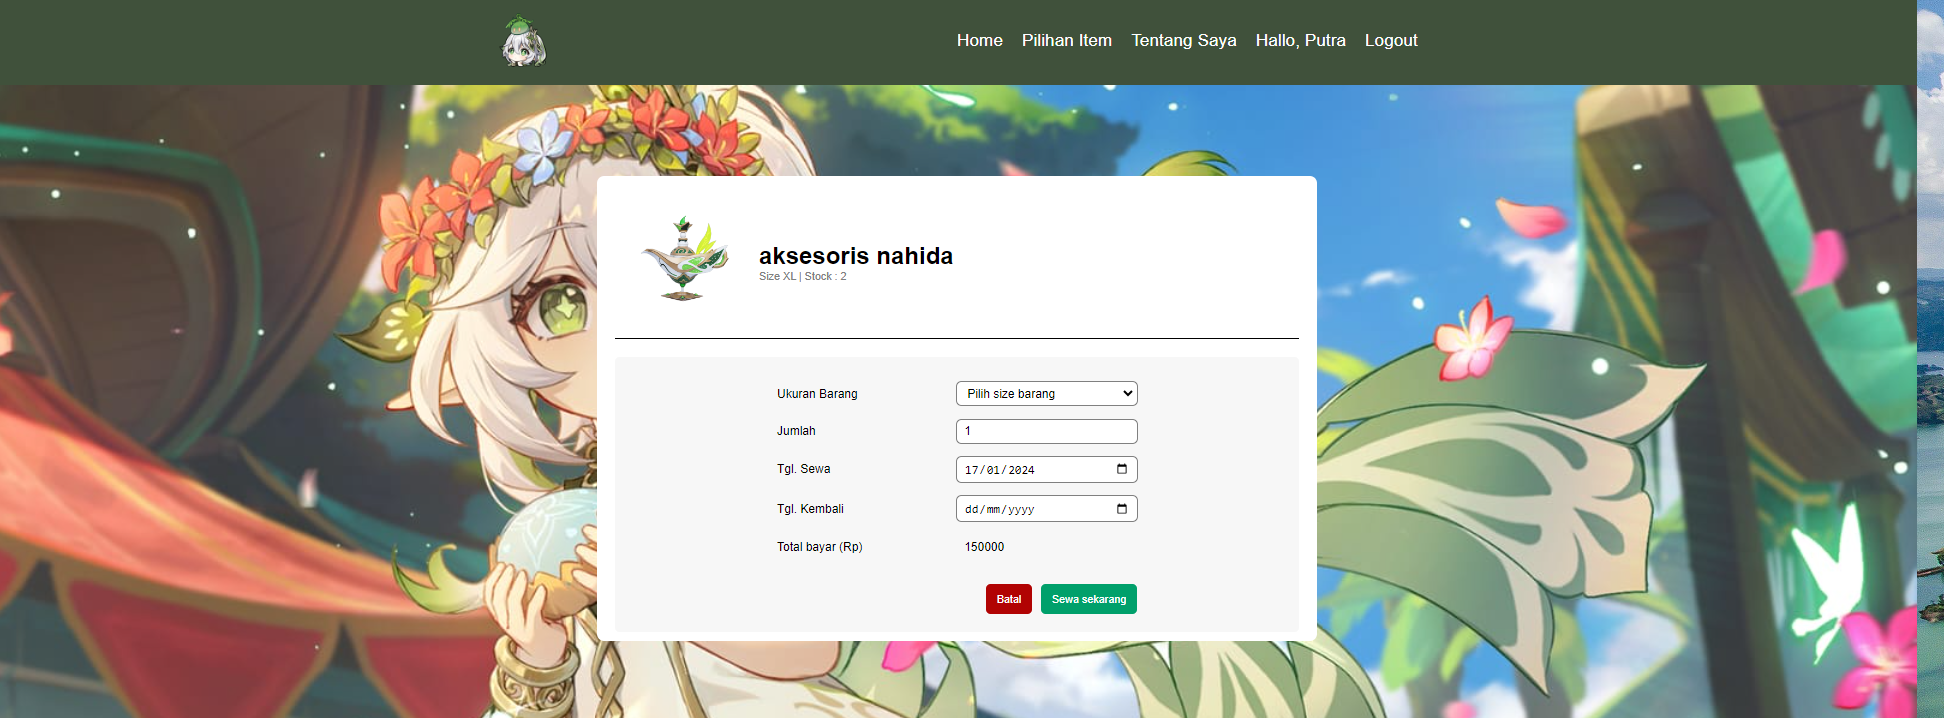 Home Pilihan Item Tentang Saya Hallo, Putra Logout
aksesoris nahida
Size XL | Stock : 2
Ukuran Barang Pilih size barang
Jumlah 1
Tgl. Sewa 17/01/2024
Tgl. Kembali dd/mm/yyyy
Total bayar (Rp) 150000
Batal Sewa sekarang